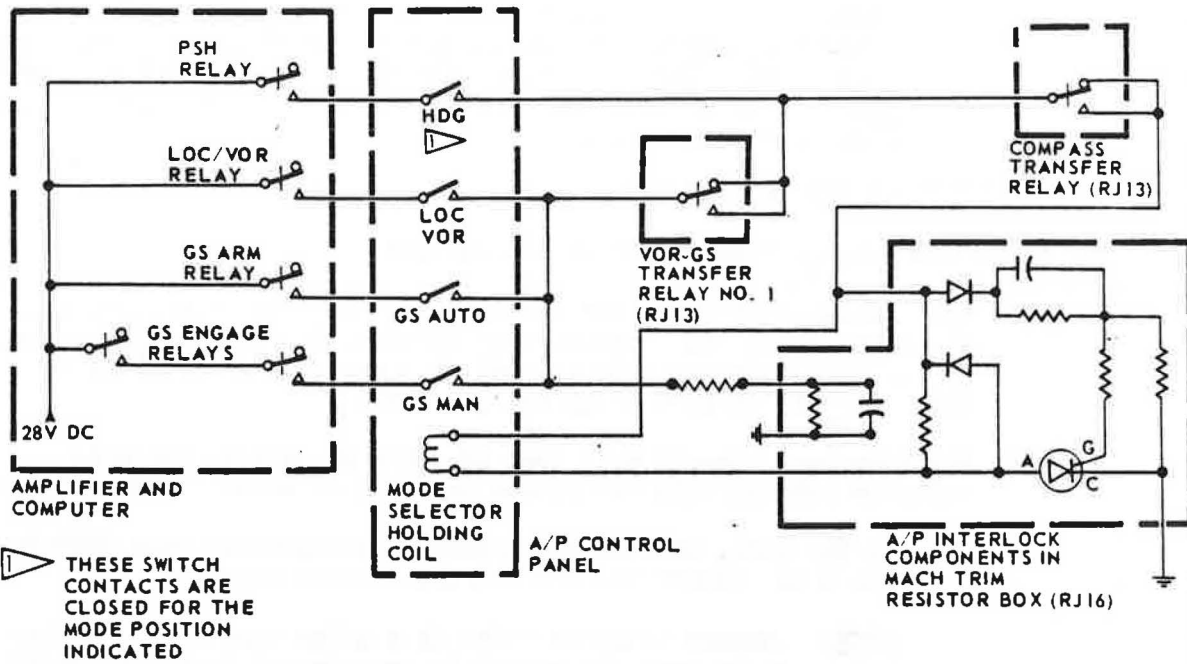 PSH
RELAY
LOC/VOR
RELAY
GS ARM
RELAY
GS ENGAGE
RELAYS
28V DC
AMPLIFIER AND
COMPUTER
1
THESE SWITCH
CONTACTS ARE
CLOSED FOR THE
MODE POSITION
INDICATED
HDG
1
LOC
VOR
GS AUTO
GS MAN
MODE
SELECTOR
HOLDING
COIL
A/P CONTROL
PANEL
VOR-GS
TRANSFER
RELAY NO. 1
(RJ13)
COMPASS
TRANSFER
RELAY (RJ13)
A
G
C
A/P INTERLOCK
COMPONENTS IN
MACH TRIM
RESISTOR BOX (RJ16)